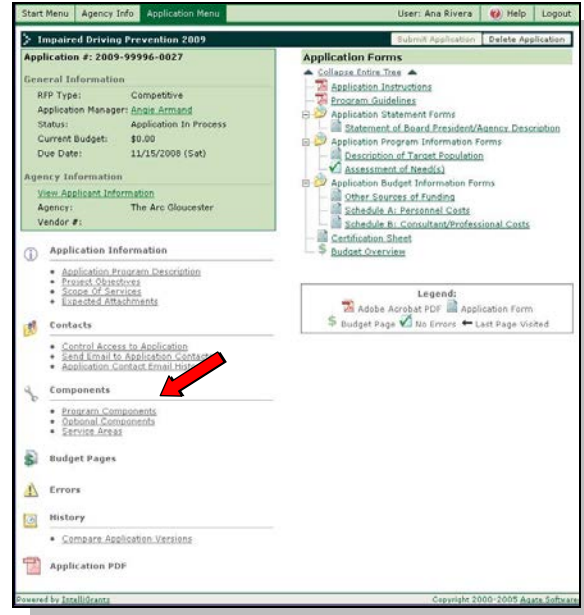 Start Menu Agency Info Application Menu User: Ana Rivera Help Logout
Impaired Driving Prevention 2009 Submit Application Delete Application
Application #: 2009-99996-0027
General Information
RFP Type: Competitive
Application Manager: Angie Armand
Status: Application In Process
Current Budget: $0.00
Due Date: 11/15/2008 (Sat)
Agency Information
View Applicant Information
Agency: The Arc Gloucester
Vendor #:
Application Information
Application Program Description
Project Objectives
Scope Of Services
Expected Attachments
Contacts
Control Access to Application
Send Email to Application Contacts
Application Contact Email
Components
Program Components
Optional Components
Service Areas
Budget Pages
Errors
History
Compare Application Versions
Application PDF
Application Forms
Collapse Entire Tree
Application Instructions
Program Guidelines
Application Statement Forms
Statement of Board President/Agency Description
Application Program Information Forms
Description of Target Population
Assessment of Need(s)
Application Budget Information Forms
Other Sources of Funding
Schedule A: Personnel Costs
Schedule B: Consultant/Professional Costs
Certification Sheet
Budget Overview
Legend:
Adobe Acrobat PDF Application Form
$ Budget Page No Errors Last Page Visited
Powered by IntelliGrants Copyright 2000-2005 Agate Software